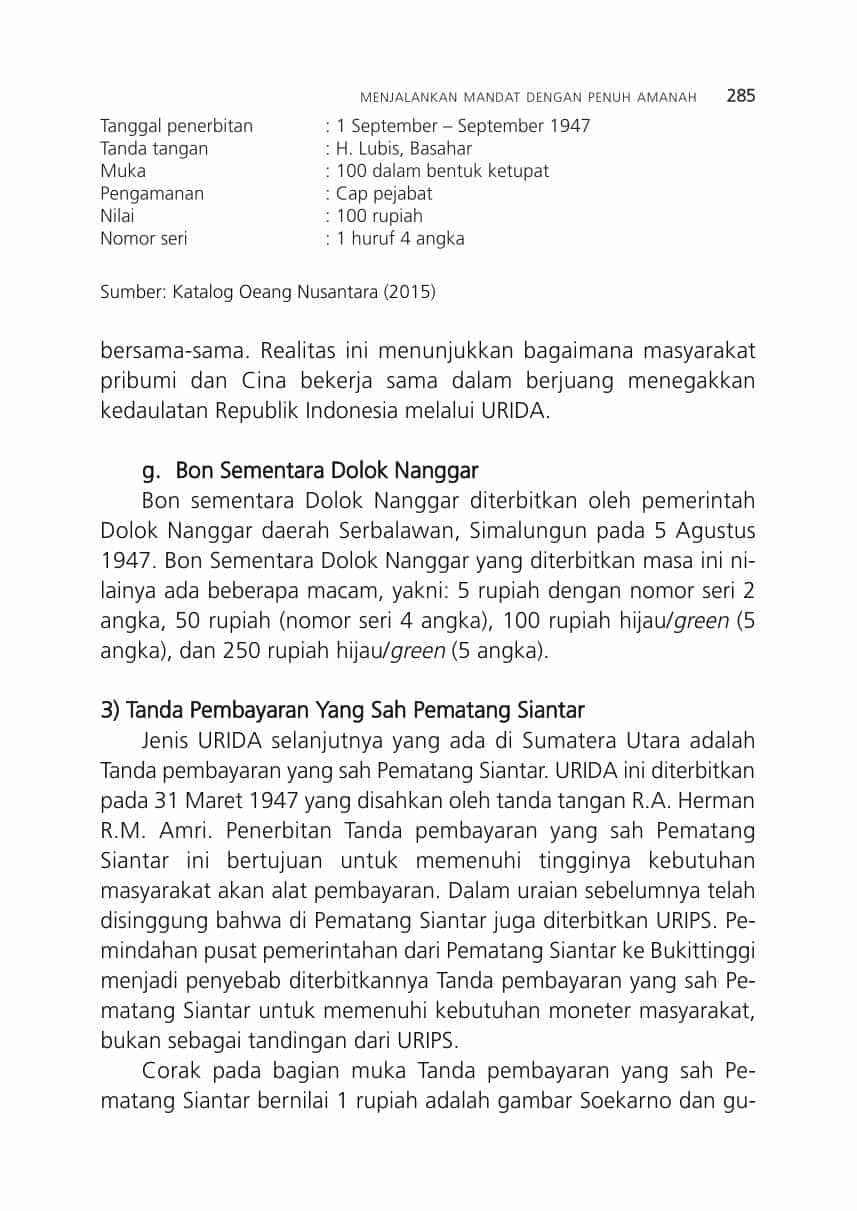 MENJALANKAN MANDAT DENGAN PENUH AMANAH 285
Tanggal penerbitan : 1 September – September 1947
Tanda tangan : H. Lubis, Basahar
Muka : 100 dalam bentuk ketupat
Pengamanan : Cap pejabat
Nilai : 100 rupiah
Nomor seri : 1 huruf 4 angka
Sumber: Katalog Oeang Nusantara (2015)
bersama-sama. Realitas ini menunjukkan bagaimana masyarakat
pribumi dan Cina bekerja sama dalam berjuang menegakkan
kedaulatan Republik Indonesia melalui URIDA.
g. Bon Sementara Dolok Nanggar
Bon sementara Dolok Nanggar diterbitkan oleh pemerintah
Dolok Nanggar daerah Serbalawan, Simalungun pada 5 Agustus
1947. Bon Sementara Dolok Nanggar yang diterbitkan masa ini ni-
lainya ada beberapa macam, yakni: 5 rupiah dengan nomor seri 2
angka, 50 rupiah (nomor seri 4 angka), 100 rupiah hijau/green (5
angka), dan 250 rupiah hijau/green (5 angka).
3) Tanda Pembayaran Yang Sah Pematang Siantar
Jenis URIDA selanjutnya yang ada di Sumatera Utara adalah
Tanda pembayaran yang sah Pematang Siantar. URIDA ini diterbitkan
pada 31 Maret 1947 yang disahkan oleh tanda tangan R.A. Herman
R.M. Amri. Penerbitan Tanda pembayaran yang sah Pematang
Siantar ini bertujuan untuk memenuhi tingginya kebutuhan
masyarakat akan alat pembayaran. Dalam uraian sebelumnya telah
disinggung bahwa di Pematang Siantar juga diterbitkan URIPS. Pe-
mindahan pusat pemerintahan dari Pematang Siantar ke Bukittinggi
menjadi penyebab diterbitkannya Tanda pembayaran yang sah Pe-
matang Siantar untuk memenuhi kebutuhan moneter masyarakat,
bukan sebagai tandingan dari URIPS.
Corak pada bagian muka Tanda pembayaran yang sah Pe-
matang Siantar bernilai 1 rupiah adalah gambar Soekarno dan gu-